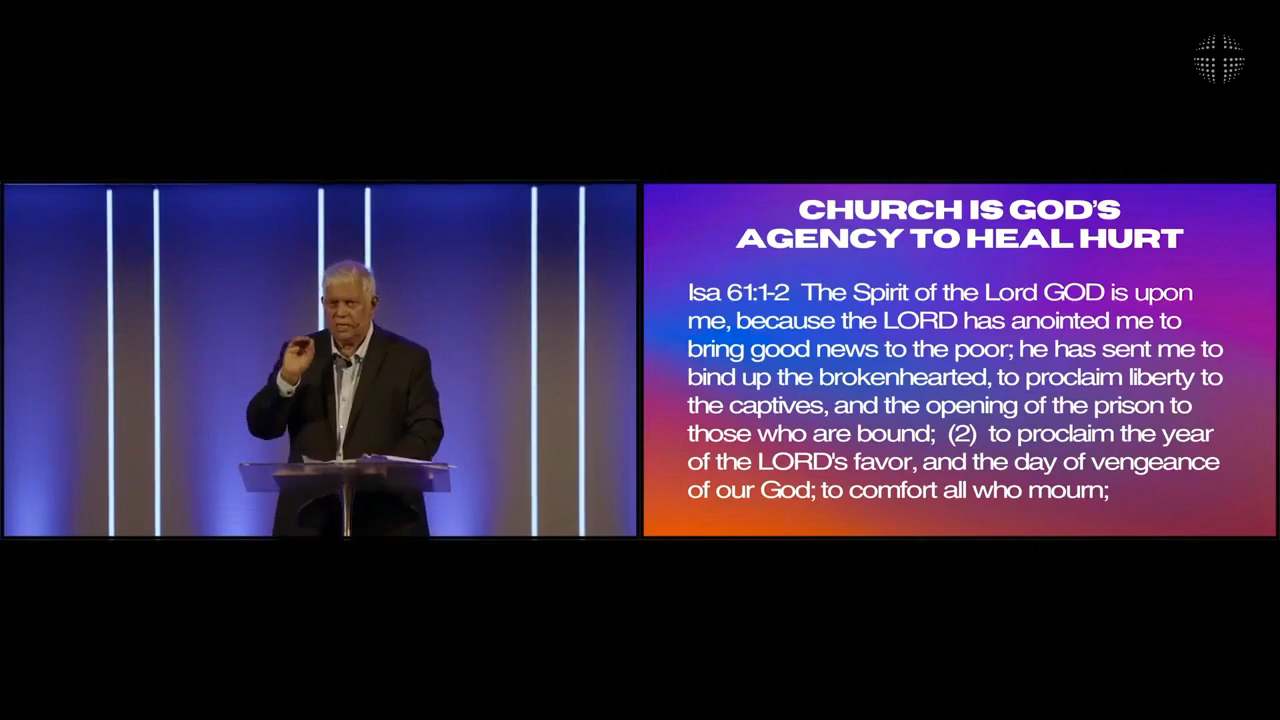 CHURCH IS GOD'S
AGENCY TO HEAL HURT
Isa 61:1-2  The Spirit of the Lord GOD is upon
me, because the LORD has anointed me to
bring good news to the poor; he has sent me to
bind up the brokenhearted, to proclaim liberty to
the captives, and the opening of the prison to
those who are bound;  (2)  to proclaim the year
of the LORD's favor, and the day of vengeance
of our God; to comfort all who mourn;